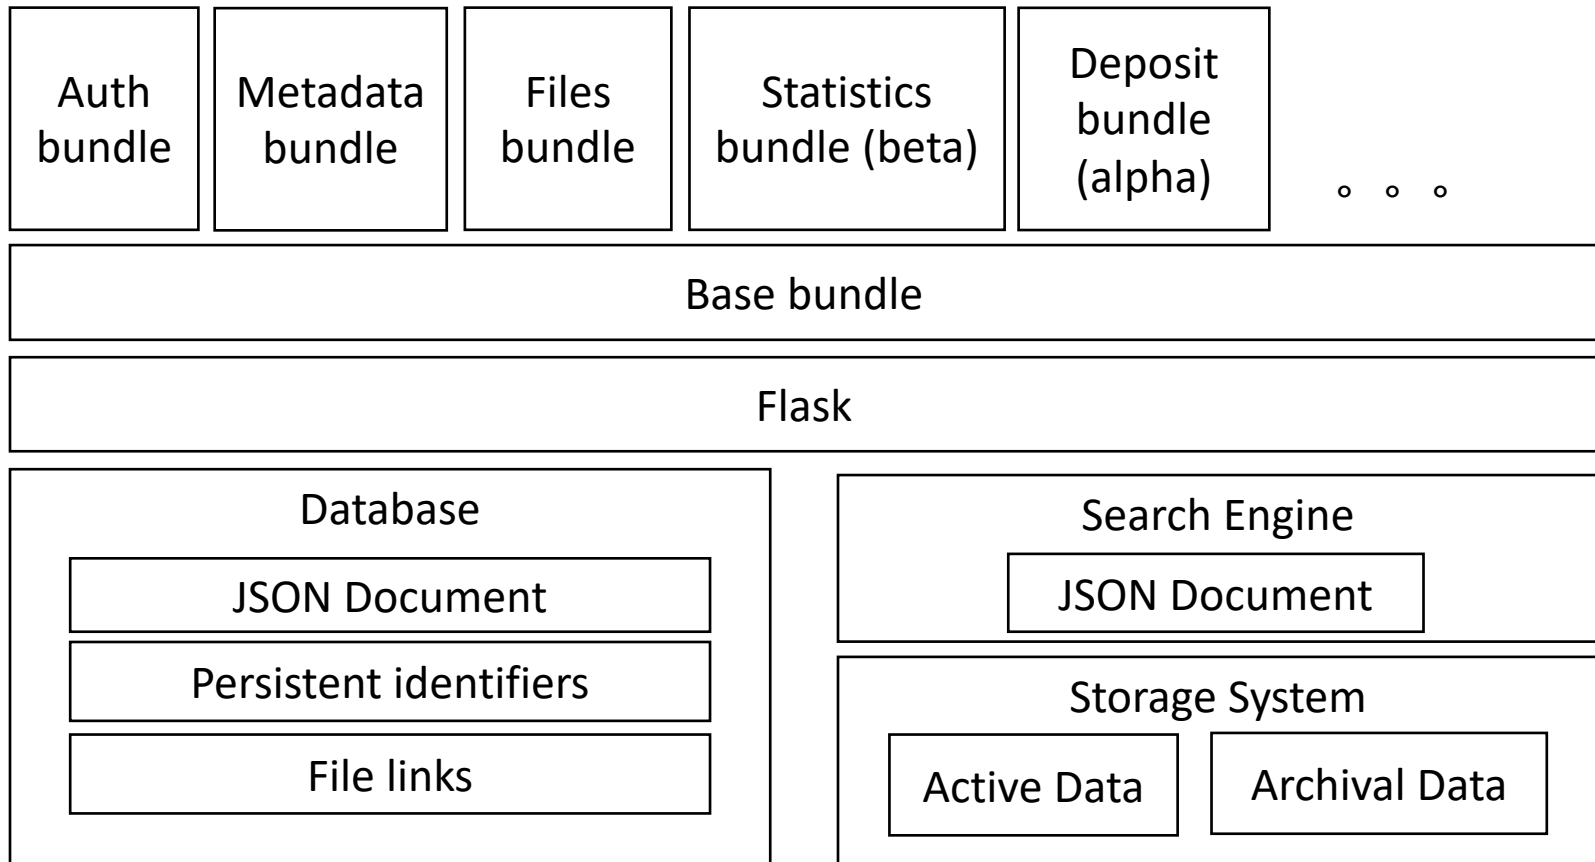 Auth
bundle
Metadata
bundle
Files
bundle
Statistics
bundle (beta)
Deposit
bundle
(alpha)
。。。
Base bundle
Flask
Database
JSON Document
Persistent identifiers
File links
Search Engine
JSON Document
Storage System
Active Data
Archival Data